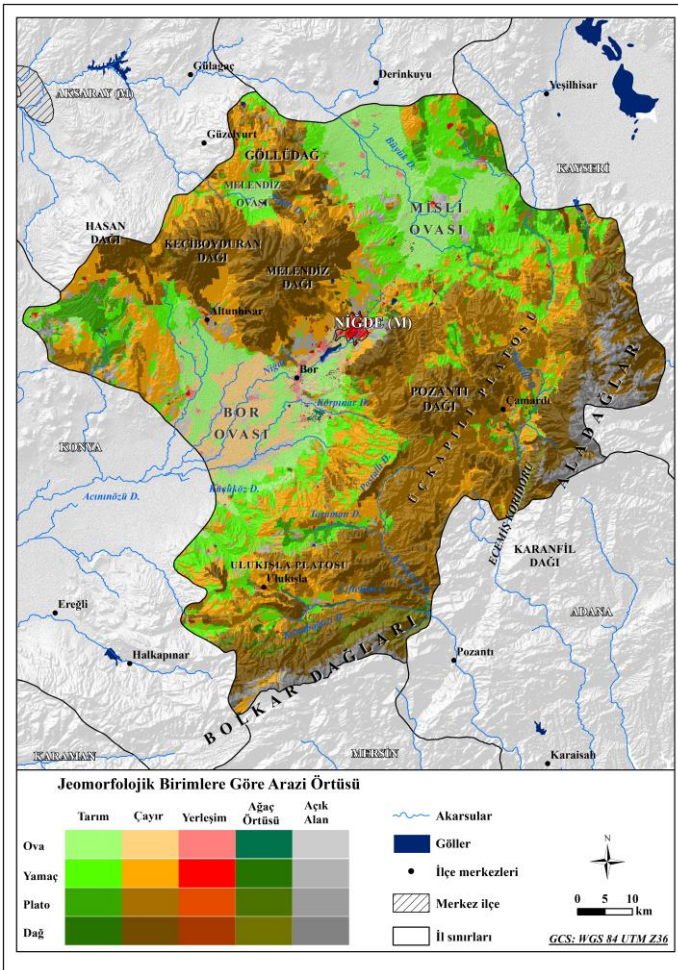 Gülağaç
Derinkuyu
AKSARAY (M)
Yeşilhisar
Güzelyurt
GÖLLÜDAĞ
Büyük D.
KAYSERİ
MELENDİZ
OVASI
MİSLİ
OVASI
HASAN
DAĞI
KEÇİBOYDURAN
DAĞI
MELENDİZ
DAĞI
Altunhisar
NİĞDE (M)
Niğde
Bor
POZANTI
DAĞI
Çamardı
BOR
OVASI
Karpınar D.
KONYA
ÜÇKAPILI PLATOSU
ALADAĞLAR
Acınınözü D.
ECEMİŞ KORİDORU
KARANFİL
DAĞI
ULUKIŞLA PLATOSU
Ulukışla
Ereğli
ADANA
Halkapınar
Pozantı
BOLKAR DAĞLARI
KARAMAN
MERSİN
Karaisalı
Jeomorfolojik Birimlere Göre Arazi Örtüsü
Tarım Çayır Yerleşim Ağaç Örtüsü Açık Alan
Ova
Yamaç
Plato
Dağ
Akarsular
Göller
İlçe merkezleri
Merkez ilçe
İl sınırları
N
0 5 10
km
GCS: WGS 84 UTM Z36